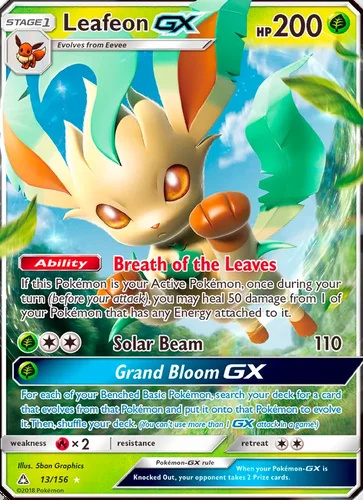 STAGE 1 Leafeon GX HP 200
Evolves from Eevee
Ability Breath of the Leaves
If this Pokémon is your Active Pokémon, once during your
turn (before your attack), you may heal 50 damage from 1 of
your Pokémon that has any Energy attached to it.
Solar Beam 110
Grand Bloom GX
For each of your Benched Basic Pokémon, search your deck for a card
that evolves from that Pokémon and put it onto that Pokémon to evolve
it. Then, shuffle your deck. (You can't use more than 1 GX attack in a game.)
weakness × 2 resistance retreat
Illus. 5ban Graphics
Pokémon-GX rule
13/156
©2018 Pokémon
When your Pokémon-GX is
Knocked Out, your opponent takes 2 Prize cards.